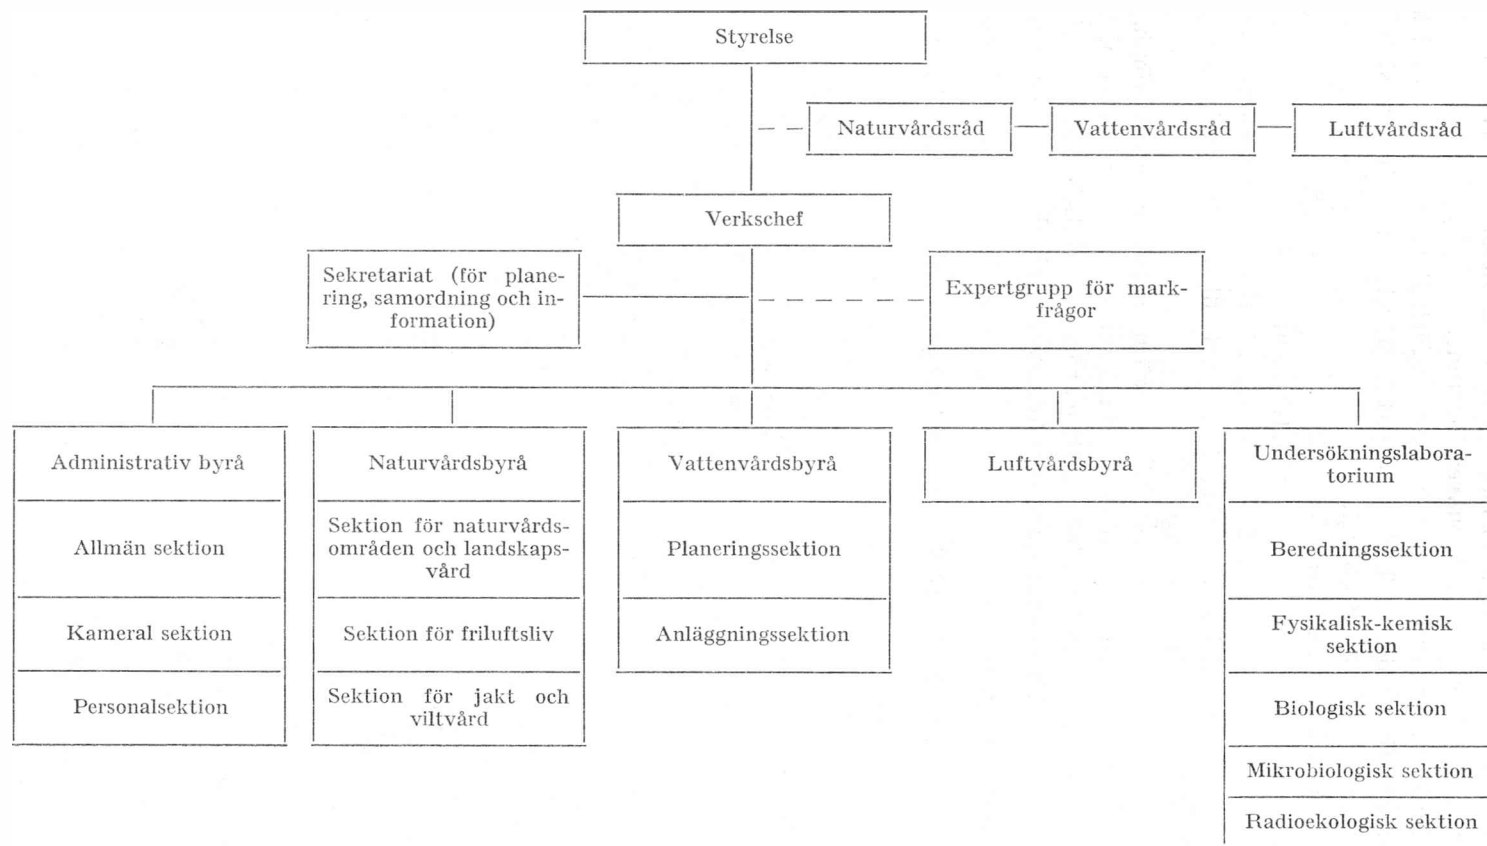 Styrelse
Naturvårdsråd
Vattenvårdsråd
Luftvårdsråd
Verkschef
Sekretariat (för plane-
ring, samordning och in-
formation)
Expertgrupp för mark-
frågor
Administrativ byrå
Allmän sektion
Kameral sektion
Personalsektion
Naturvårdsbyrå
Sektion för naturvårds-
områden och landskaps-
vård
Sektion för friluftsliv
Sektion för jakt och
viltvård
Vattenvårdsbyrå
Planeringssektion
Anläggningssektion
Luftvårdsbyrå
Undersökningslabora-
torium
Beredningssektion
Fysikalisk-kemisk
sektion
Biologisk sektion
Mikrobiologisk sektion
Radioekologisk sektion